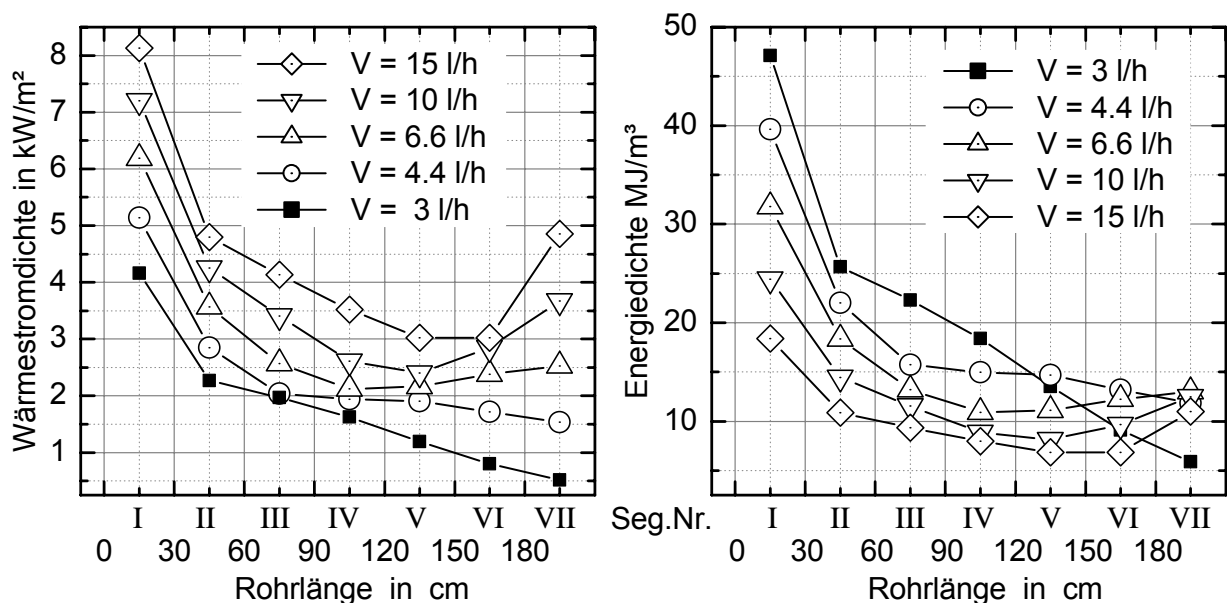 Wärmestromdichte in kW/m²
8
7
6
5
4
3
2
1
V = 15 l/h
V = 10 l/h
V = 6.6 l/h
V = 4.4 l/h
V = 3 l/h
I II III IV V VI VII
0 30 60 90 120 150 180
Rohrlänge in cm
Seg.Nr.
Energiedichte MJ/m³
50
40
30
20
10
V = 3 l/h
V = 4.4 l/h
V = 6.6 l/h
V = 10 l/h
V = 15 l/h
I II III IV V VI VII
0 30 60 90 120 150 180
Rohrlänge in cm